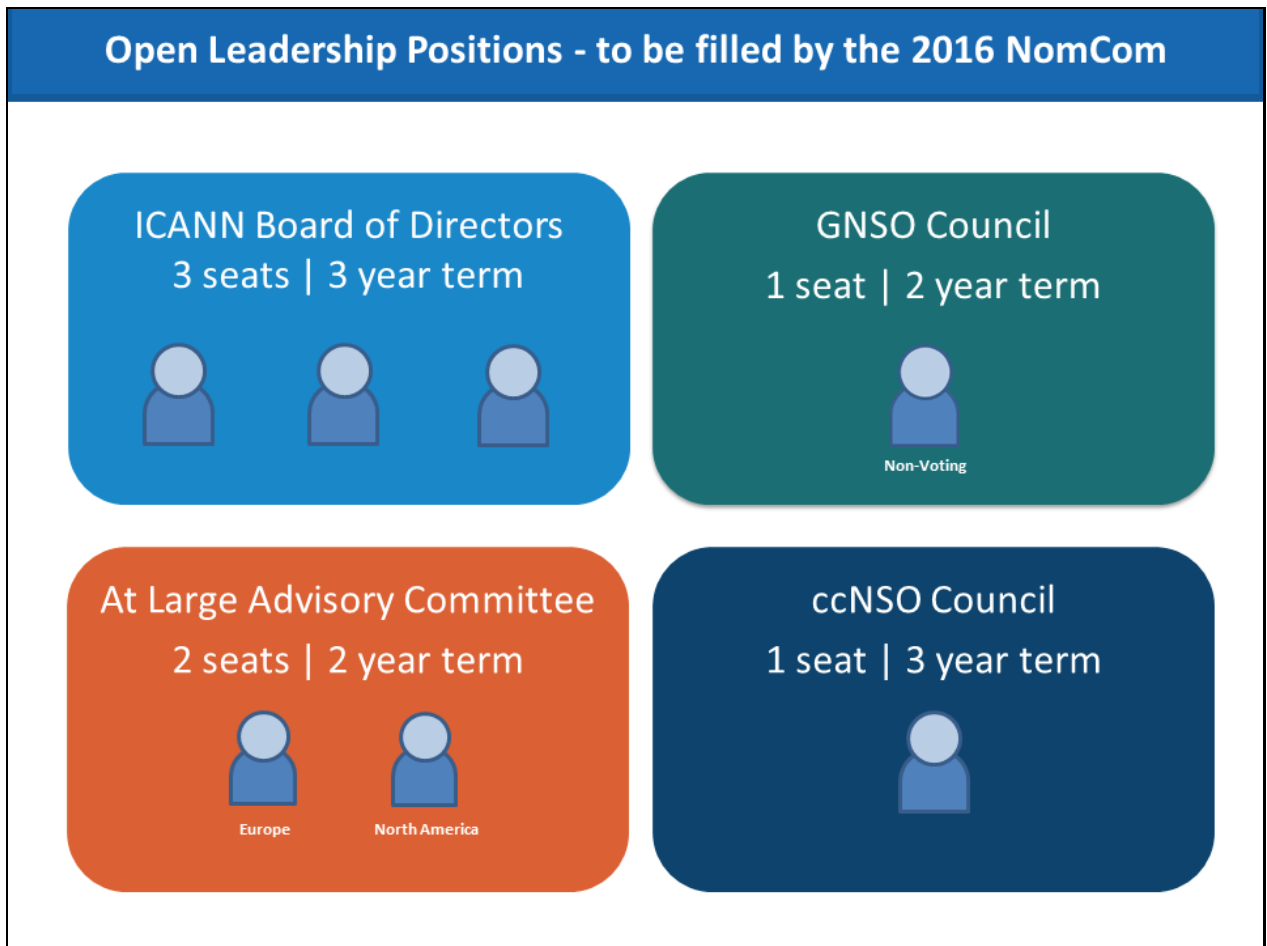 Open Leadership Positions - to be filled by the 2016 NomCom
ICANN Board of Directors
3 seats | 3 year term
GNSO Council
1 seat | 2 year term
Non-Voting
At Large Advisory Committee
2 seats | 2 year term
Europe
North America
ccNSO Council
1 seat | 3 year term